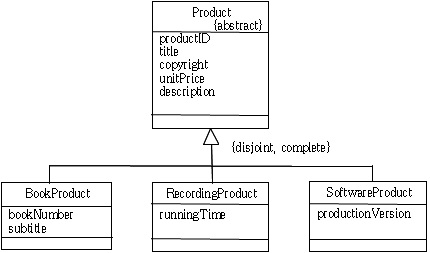 Product
{abstract}
productID
title
copyright
unitPrice
description
{disjoint, complete}
BookProduct
bookNumber
subtitle
RecordingProduct
runningTime
SoftwareProduct
productionVersion